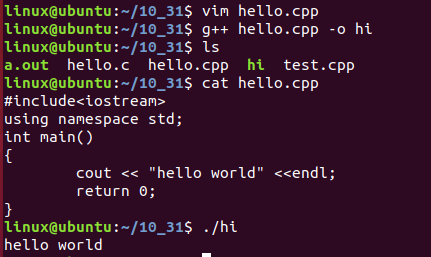 linux@ubuntu:~/10_31$ vim hello.cpp
linux@ubuntu:~/10_31$ g++ hello.cpp -o hi
linux@ubuntu:~/10_31$ ls
a.out  hello.c  hello.cpp  hi  test.cpp
linux@ubuntu:~/10_31$ cat hello.cpp
#include<iostream>
using namespace std;
int main()
{
        cout << "hello world" <<endl;
        return 0;
}
linux@ubuntu:~/10_31$ ./hi
hello world